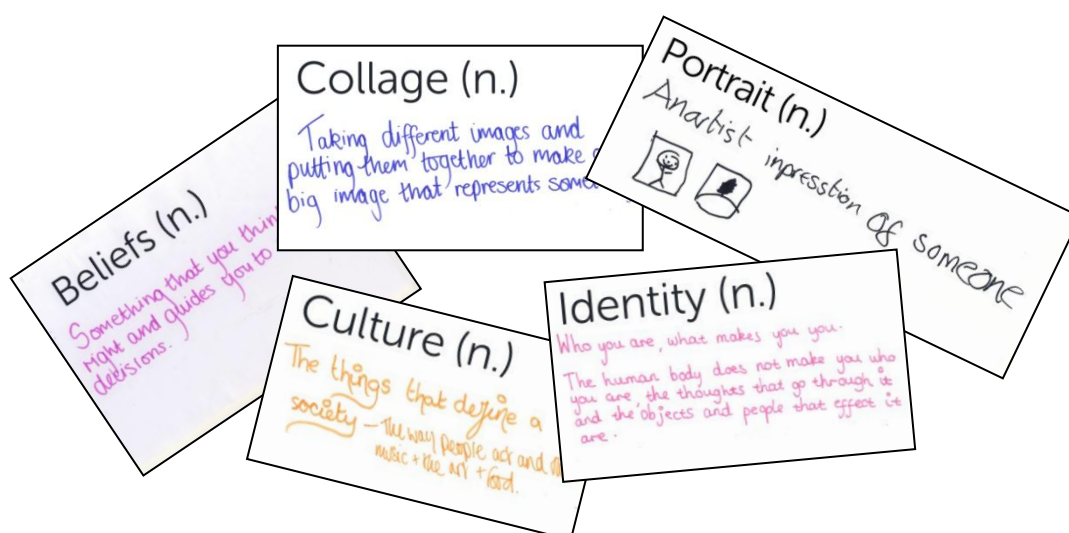 Collage (n.)
Taking different images and
putting them together to make
big image that represents
Portrait (n.)
An artist inpresstion of someone
Beliefs (n.)
Something that you think
right and guides you to
decisions.
Culture (n.)
The things that define a
society – The way people act and
music + the art + food.
Identity (n.)
Who you are, what makes you you.
The human body does not make you who
you are, the thoughts that go through it
and the objects and people that effect it
are.